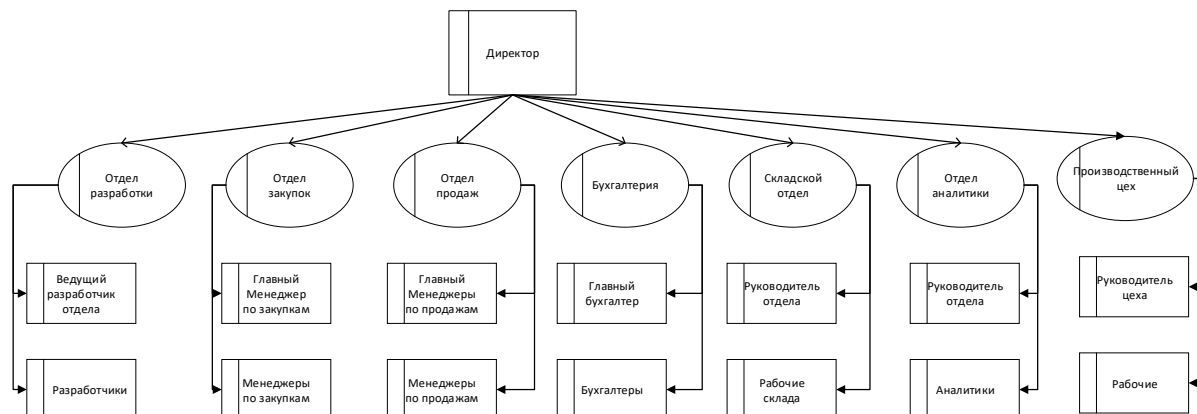 Директор
Отдел
разработки
Отдел
закупок
Отдел
продаж
Бухгалтерия
Складской
отдел
Отдел
аналитики
Производственный
цех
Ведущий
разработчик
отдела
Главный
Менеджер
по закупкам
Главный
Менеджеры
по продажам
Главный
бухгалтер
Руководитель
отдела
Руководитель
отдела
Руководитель
цеха
Разработчики
Менеджеры
по закупкам
Менеджеры
по продажам
Бухгалтеры
Рабочие
склада
Аналитики
Рабочие